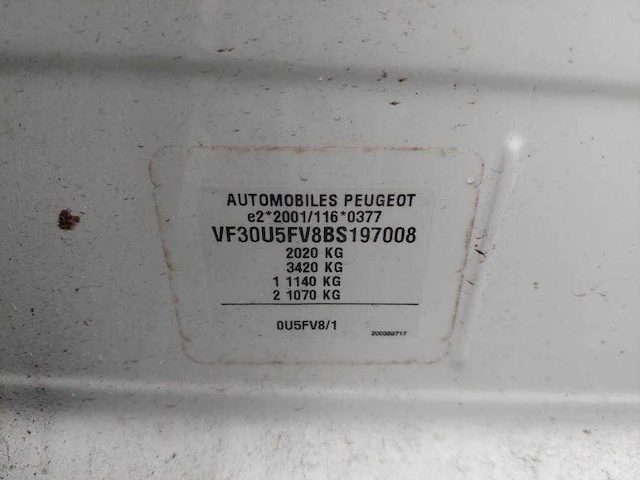 AUTOMOBILES PEUGEOT
e2*2001/116*0377
VF30U5FV8BS197008
2020 KG
3420 KG
1 1140 KG
2 1070 KG
0U5FV8/1
200389717